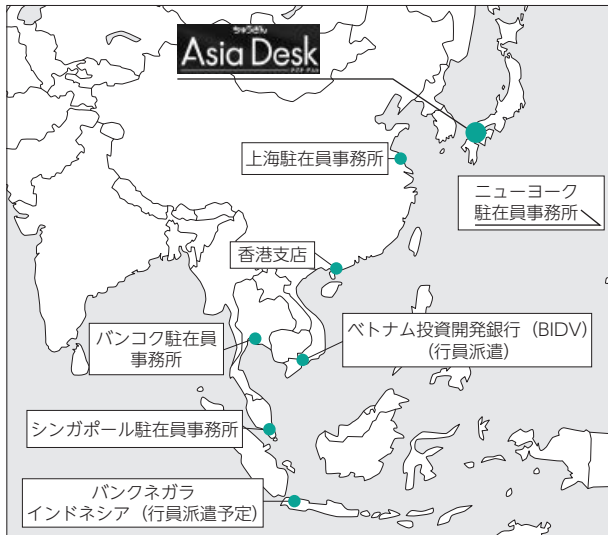 ちゅうぎん
Asia Desk
アジア デスク
上海駐在員事務所
ニューヨーク
駐在員事務所
香港支店
バンコク駐在員
事務所
ベトナム投資開発銀行（BIDV）
（行員派遣）
シンガポール駐在員事務所
バンクネガラ
インドネシア（行員派遣予定）